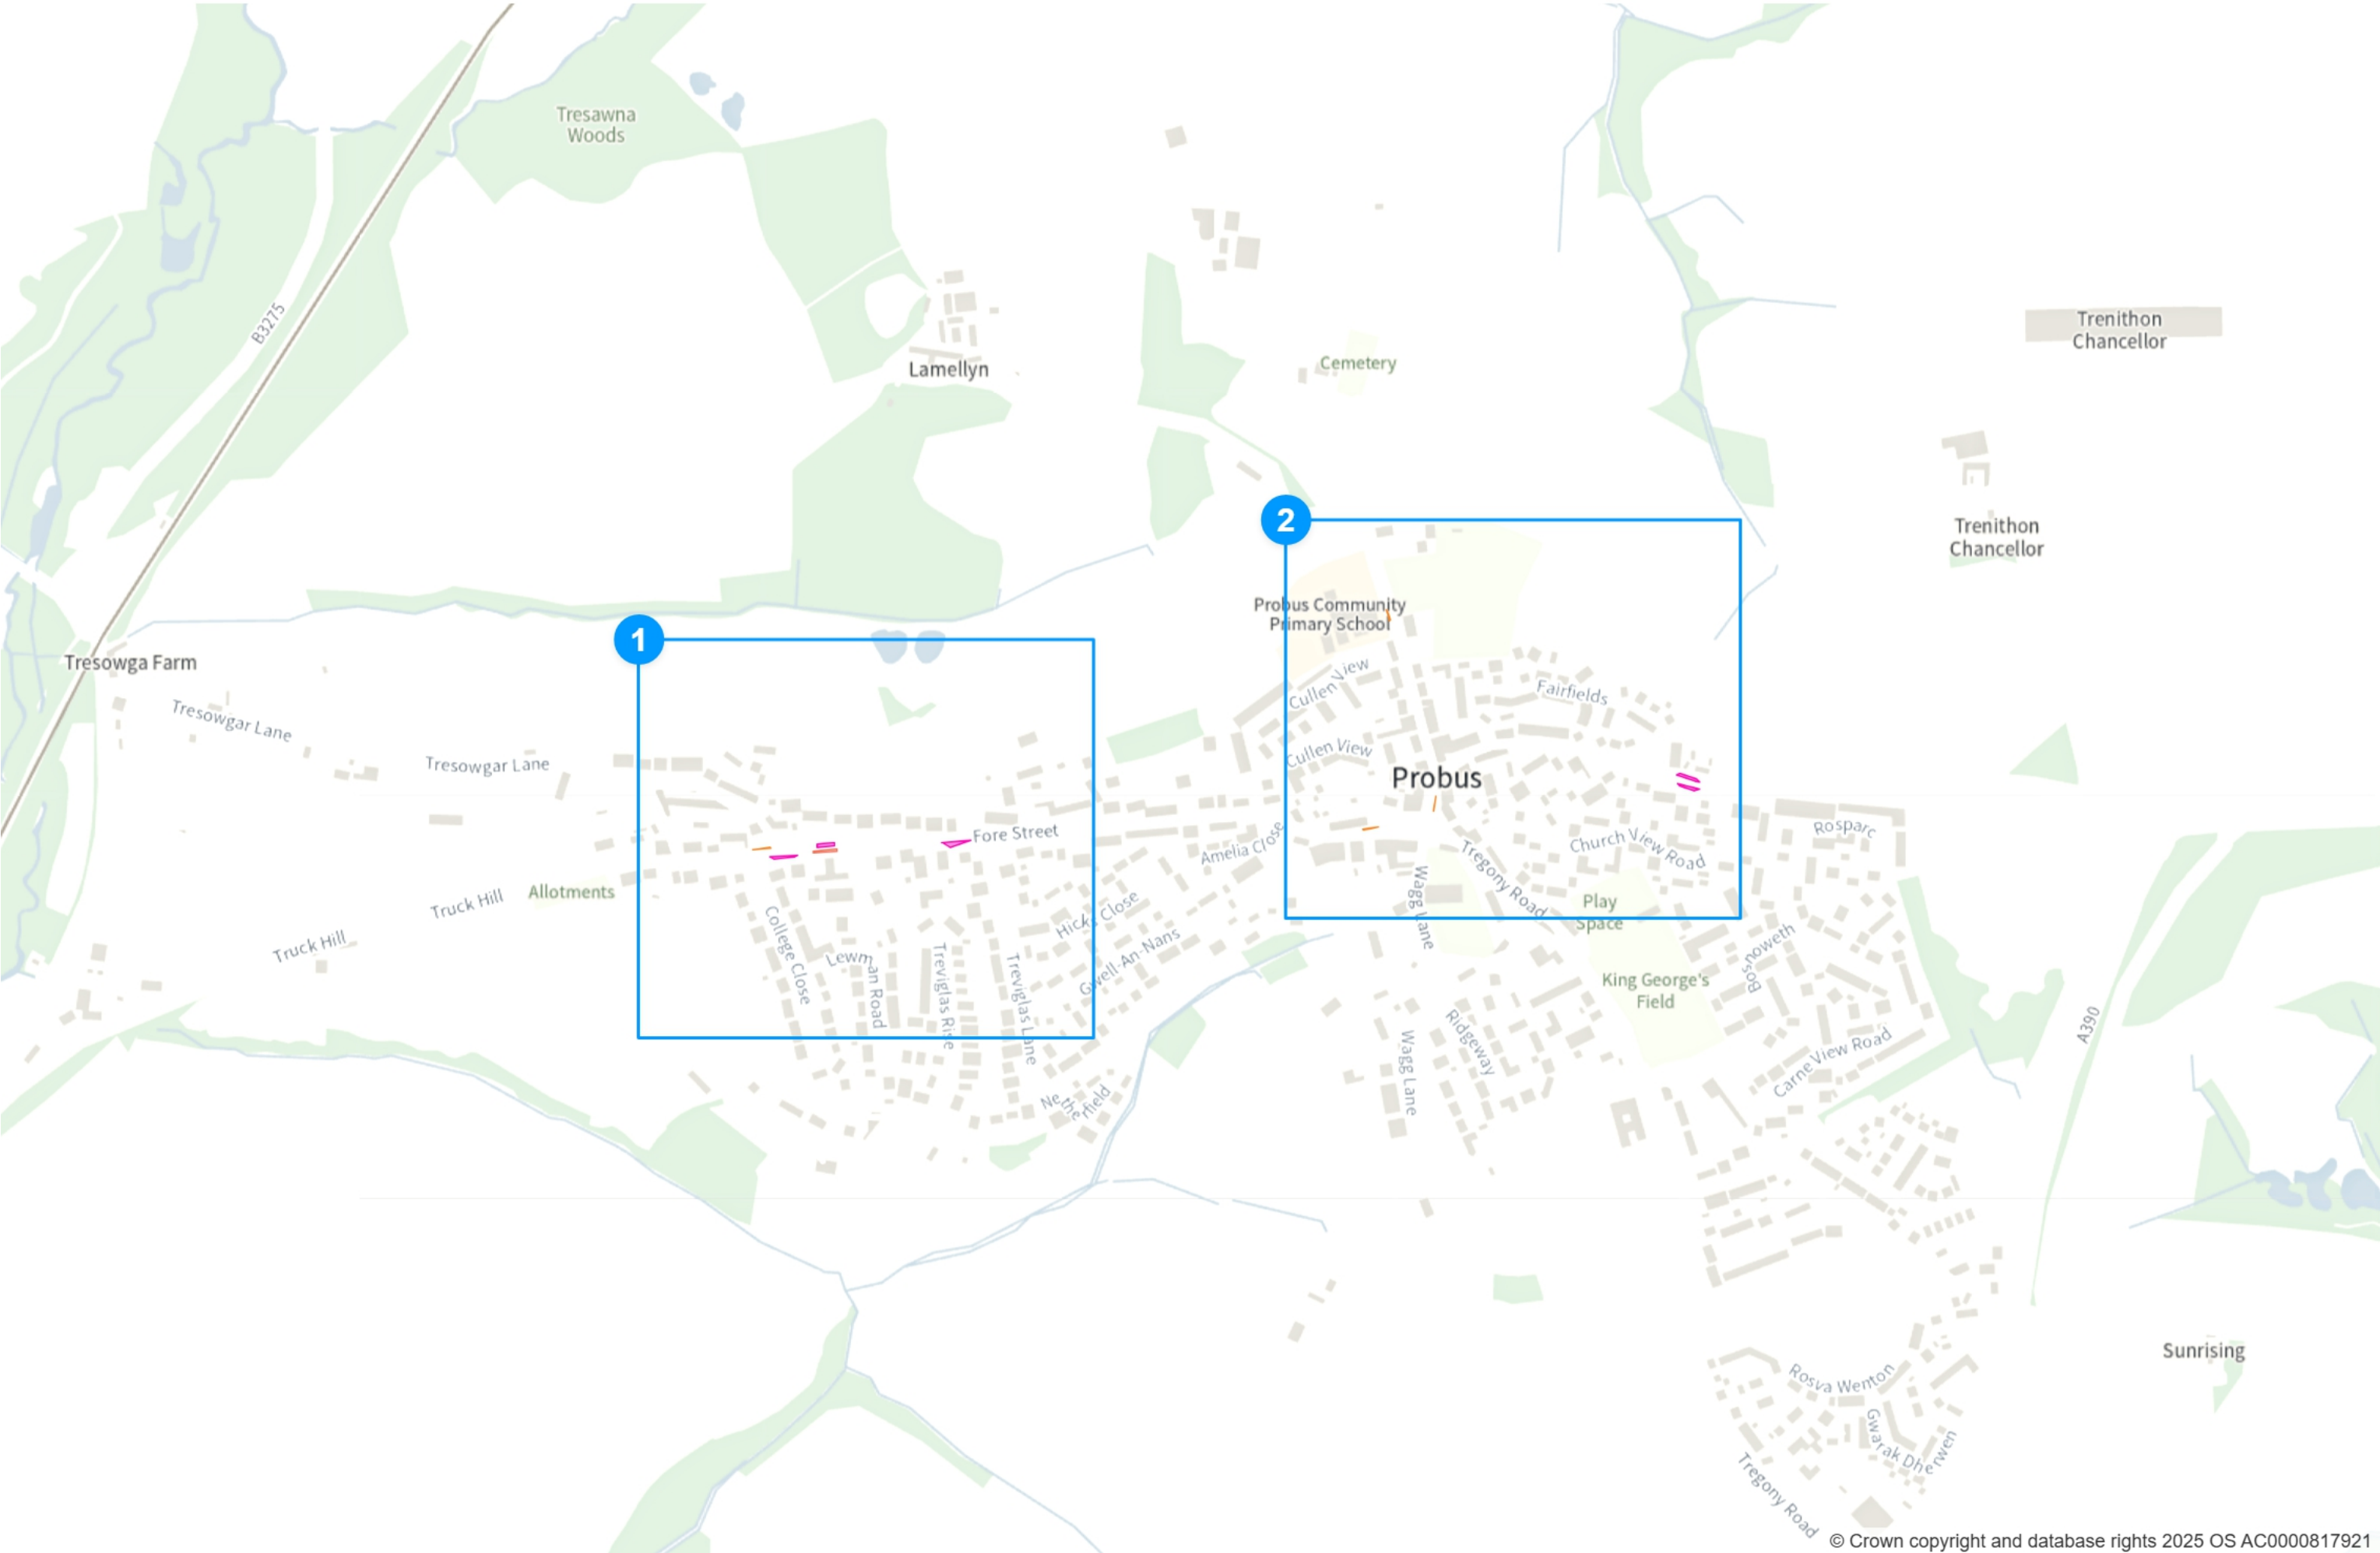 Tresawna
Woods
B3275
Lamellyn
Cemetery
Trenithon
Chancellor
Trenithon
Chancellor
2
Probus Community
Primary School
1
Tresowga Farm
Tresowgar Lane
Tresowgar Lane
Cullen View
Fairfields
Cullen View
Probus
Fore Street
Amelia Close
Church View Road
Rosparc
Tregony Road
Wagg Lane
Allotments
Truck Hill
Truck Hill
Play
Space
College Close
Lewman Road
Treviglas Rise
Treviglas Lane
Hicks Close
Gwell-An-Nans
King George's
Field
Bosnoweth
A390
Ridgeway
Wagg Lane
Carne View Road
Netherfield
Sunrising
Rosva Wenton
Gwarak Dherwen
Tregony Road
© Crown copyright and database rights 2025 OS AC0000817921